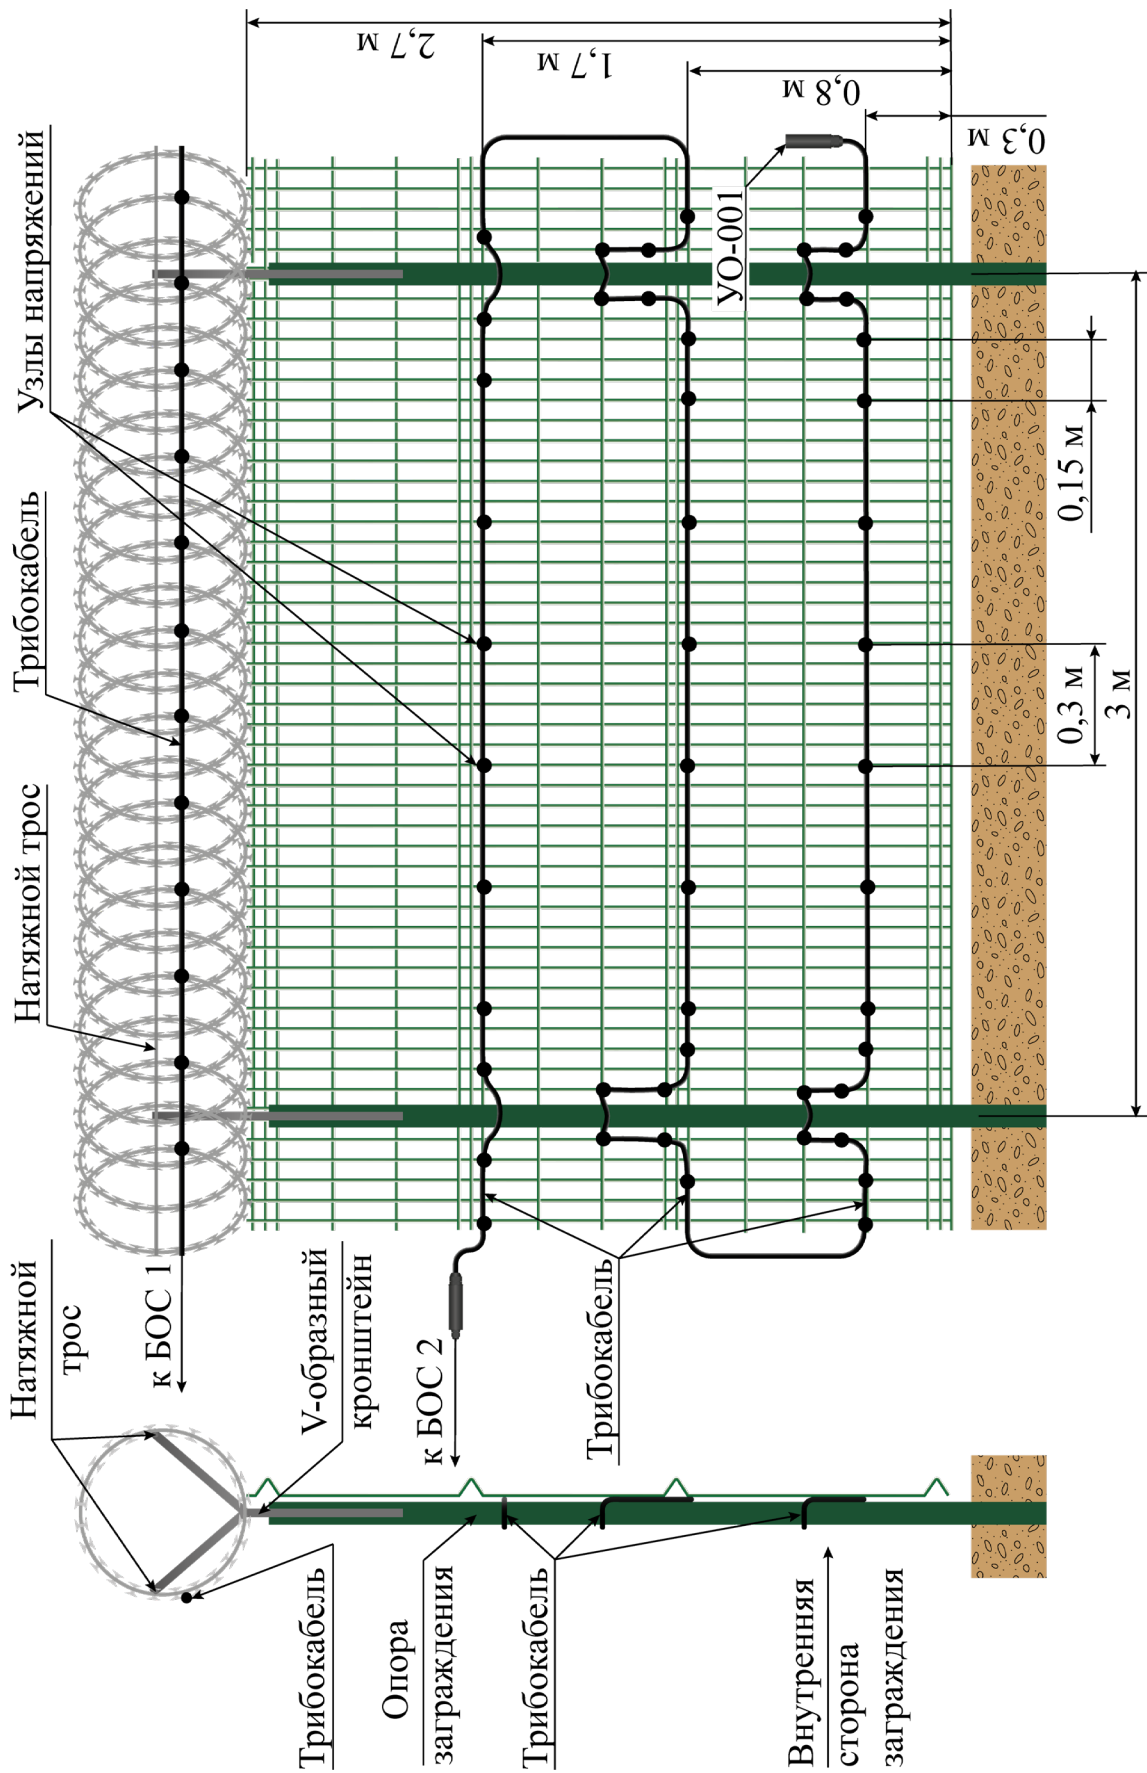 Натяжной
трос
к БОС 1
Натяжной трос
Трибокабель
Узлы напряжений
V-образный
кронштейн
к БОС 2
Трибокабель
Трибокабель
Опора
заграждения
Трибокабель
Внутренняя
сторона
заграждения
УО-001
2,7 м
1,7 м
0,8 м
0,3 м
0,15 м
0,3 м
3 м